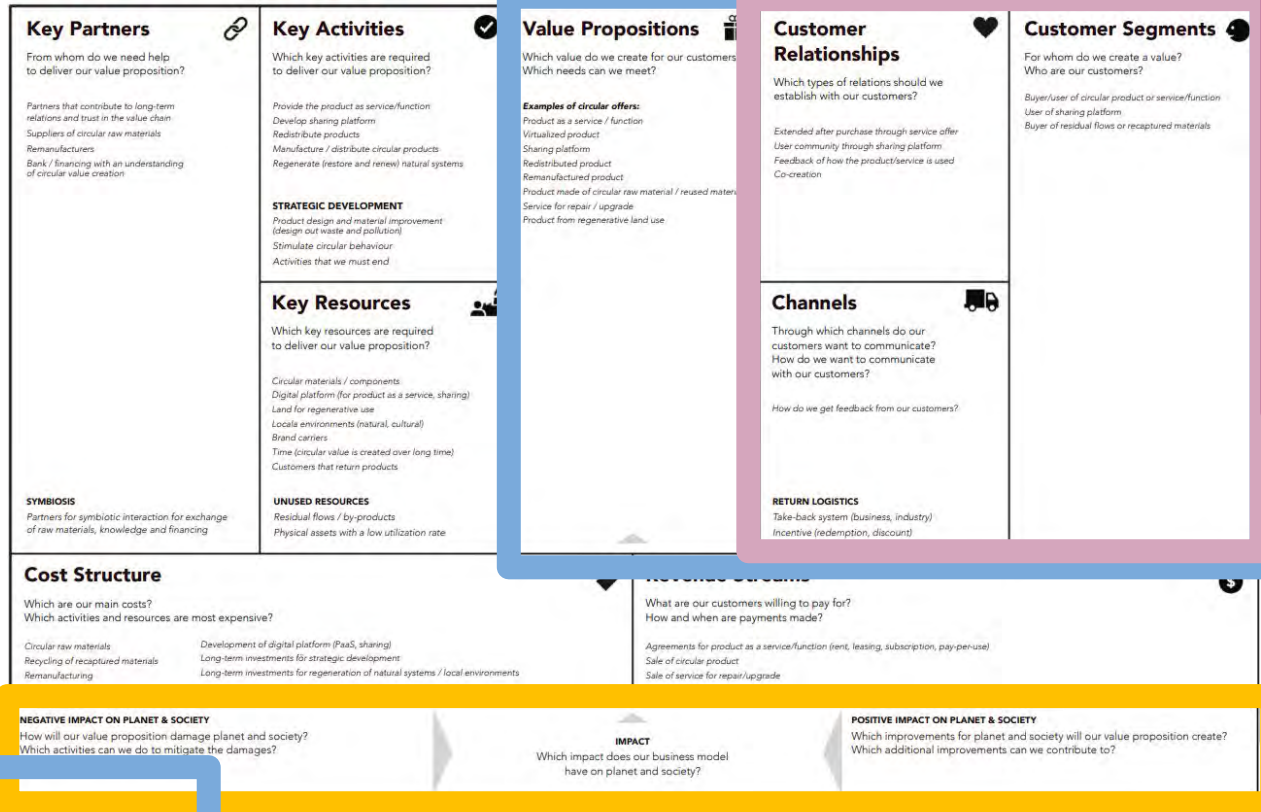 Key Partners
From whom do we need help
to deliver our value proposition?
Partners that contribute to long-term
relations and trust in the value chain
Suppliers of circular raw materials
Remanufacturers
Bank / financing with an understanding
of circular value creation
SYMBIOSIS
Partners for symbiotic interaction for exchange
of raw materials, knowledge and financing
Key Activities
Which key activities are required
to deliver our value proposition?
Provide the product as service/function
Develop sharing platform
Redistribute products
Manufacture / distribute circular products
Regenerate (restore and renew) natural systems
STRATEGIC DEVELOPMENT
Product design and material improvement
(design out waste and pollution)
Stimulate circular behaviour
Activities that we must end
Key Resources
Which key resources are required
to deliver our value proposition?
Circular materials / components
Digital platform (for product as a service, sharing)
Land for regenerative use
Locala environments (natural, cultural)
Brand carriers
Time (circular value is created over long time)
Customers that return products
UNUSED RESOURCES
Residual flows / by-products
Physical assets with a low utilization rate
Value Propositions
Which value do we create for our customers
Which needs can we meet?
Examples of circular offers:
Product as a service / function
Virtualized product
Sharing platform
Redistributed product
Remanufactured product
Product made of circular raw material / reused
Service for repair / upgrade
Product from regenerative land use
Customer
Relationships
Which types of relations should we
establish with our customers?
Extended after purchase through service offer
User community through sharing platform
Feedback of how the product/service is used
Co-creation
Channels
Through which channels do our
customers want to communicate?
How do we want to communicate
with our customers?
How do we get feedback from our customers?
RETURN LOGISTICS
Take-back system (business, industry)
Incentive (redemption, discount)
Customer Segments
For whom do we create a value?
Who are our customers?
Buyer/user of circular product or service/function
User of sharing platform
Buyer of residual flows or recaptured materials
Cost Structure
Which are our main costs?
Which activities and resources are most expensive?
Circular raw materials
Recycling of recaptured materials
Remanufacturing
Development of digital platform (PaaS, sharing)
Long-term investments för strategic development
Long-term investments for regeneration of natural systems / local environments
Revenue Streams
What are our customers willing to pay for?
How and when are payments made?
Agreements for product as a service/function (rent, leasing, subscription, pay-per-use)
Sale of circular product
Sale of service for repair/upgrade
NEGATIVE IMPACT ON PLANET & SOCIETY
How will our value proposition damage planet and society?
Which activities can we do to mitigate the damages?
IMPACT
Which impact does our business model
have on planet and society?
POSITIVE IMPACT ON PLANET & SOCIETY
Which improvements for planet and society will our value proposition create?
Which additional improvements can we contribute to?